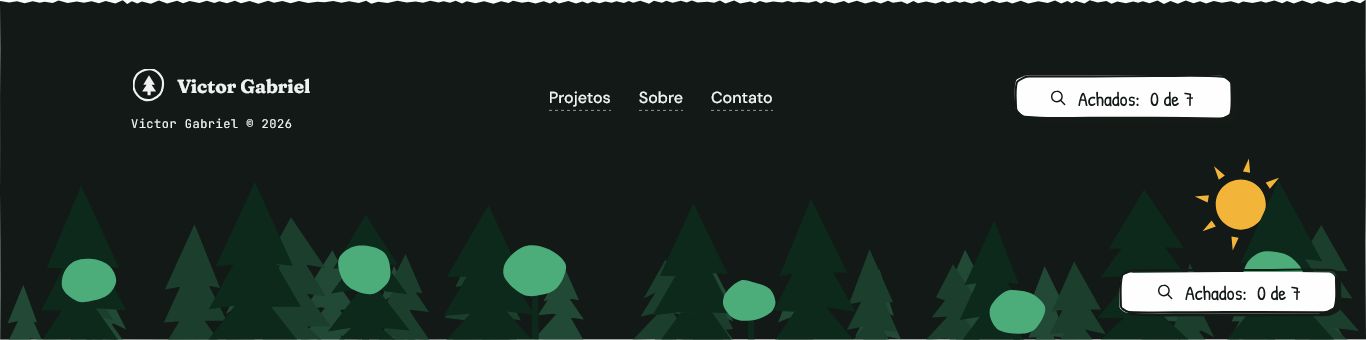 Victor Gabriel
Victor Gabriel © 2026
Projetos Sobre Contato
Achados: 0 de 7
Achados: 0 de 7